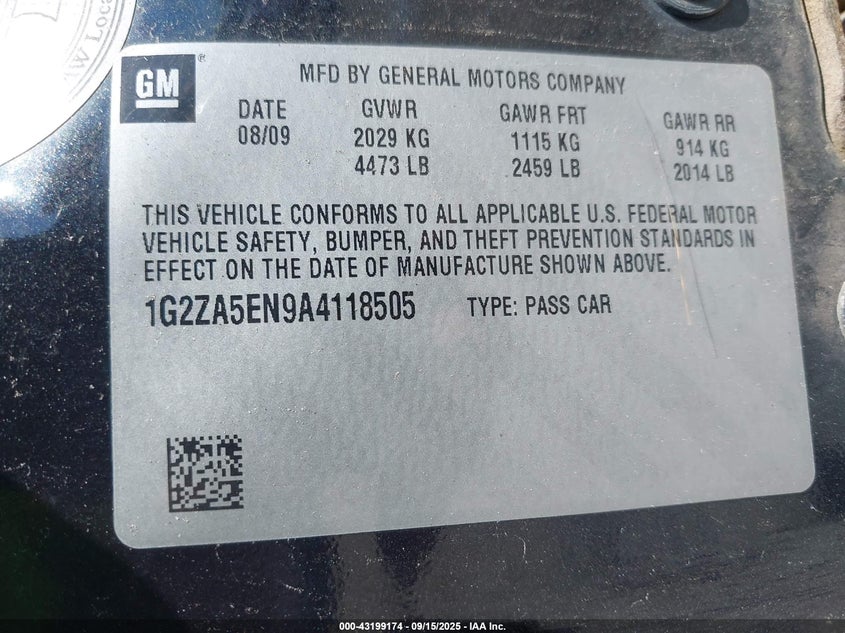 AW Loca
GM
MFD BY GENERAL MOTORS COMPANY
DATE GVWR GAWR FRT GAWR RR
08/09 2029 KG 1115 KG 914 KG
4473 LB 2459 LB 2014 LB
THIS VEHICLE CONFORMS TO ALL APPLICABLE U.S. FEDERAL MOTOR
VEHICLE SAFETY, BUMPER, AND THEFT PREVENTION STANDARDS IN
EFFECT ON THE DATE OF MANUFACTURE SHOWN ABOVE.
1G2ZA5EN9A4118505 TYPE: PASS CAR
000-43199174 - 09/15/2025 - IAA Inc.